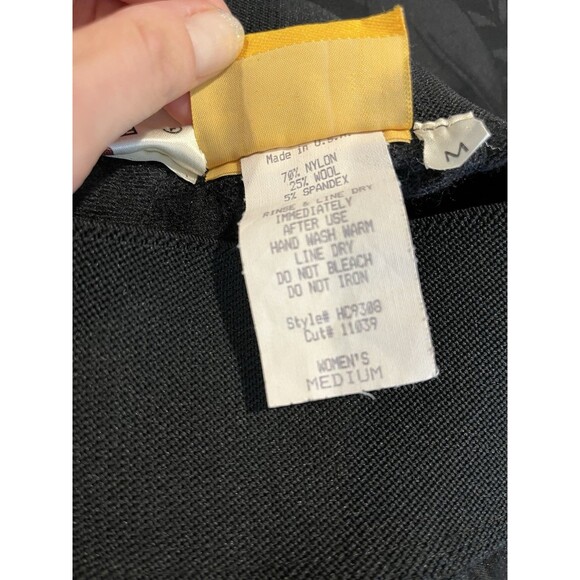 Made in U.S.A.
70% NYLON
25% WOOL
5% SPANDEX
RINSE & LINE DRY
IMMEDIATELY
AFTER USE
HAND WASH WARM
LINE DRY
DO NOT BLEACH
DO NOT IRON
Style# HC9308
Cut# 11039
WOMEN'S
MEDIUM
M